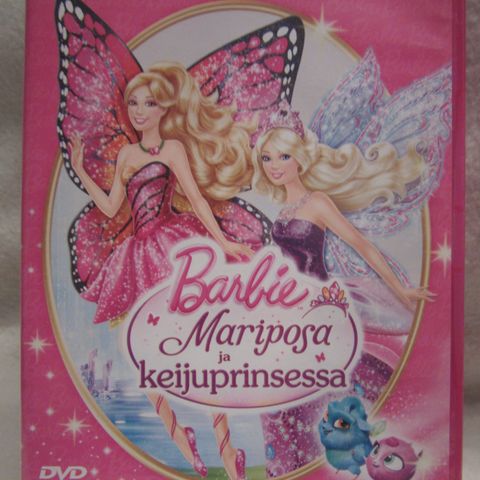 Barbie
Mariposa
ja
keijuprinsessa
DVD